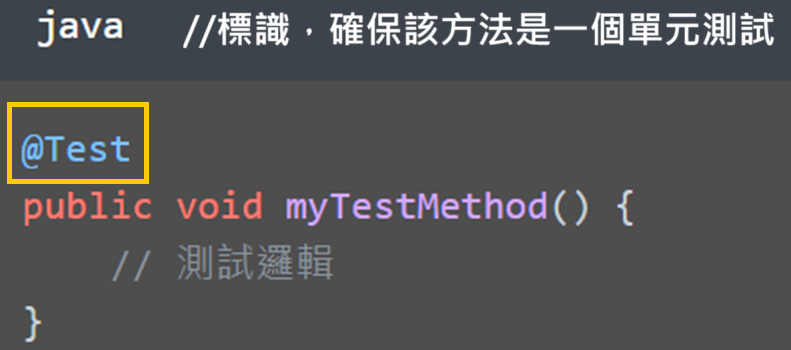 java //標識，確保該方法是一個單元測試
@Test
public void myTestMethod() {
// 測試邏輯
}